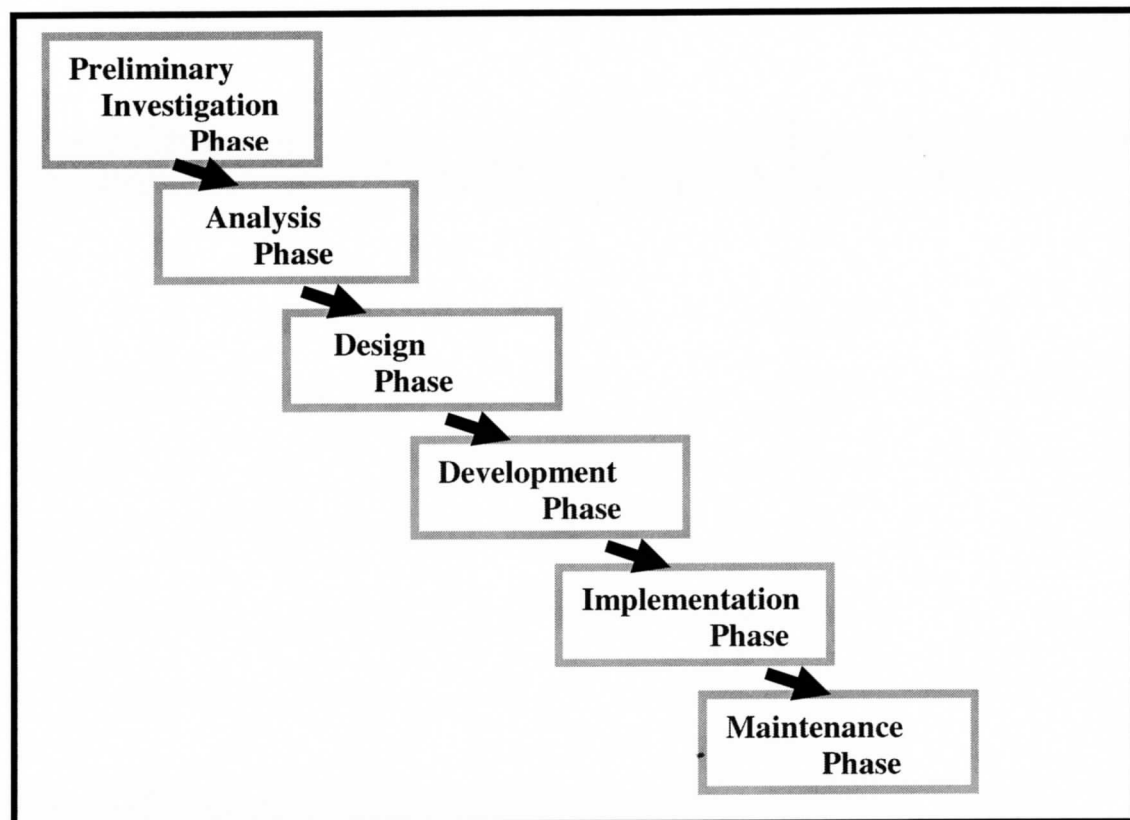 Preliminary
Investigation
Phase
Analysis
Phase
Design
Phase
Development
Phase
Implementation
Phase
Maintenance
Phase